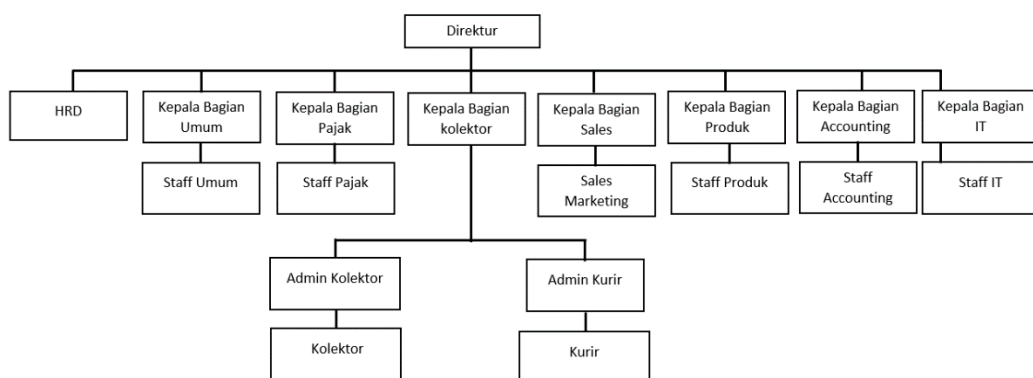 Direktur
HRD
Kepala Bagian
Umum
Kepala Bagian
Pajak
Kepala Bagian
kolektor
Kepala Bagian
Sales
Kepala Bagian
Produk
Kepala Bagian
Accounting
Kepala Bagian
IT
Staff Umum
Staff Pajak
Sales
Marketing
Staff Produk
Staff
Accounting
Staff IT
Admin Kolektor
Admin Kurir
Kolektor
Kurir